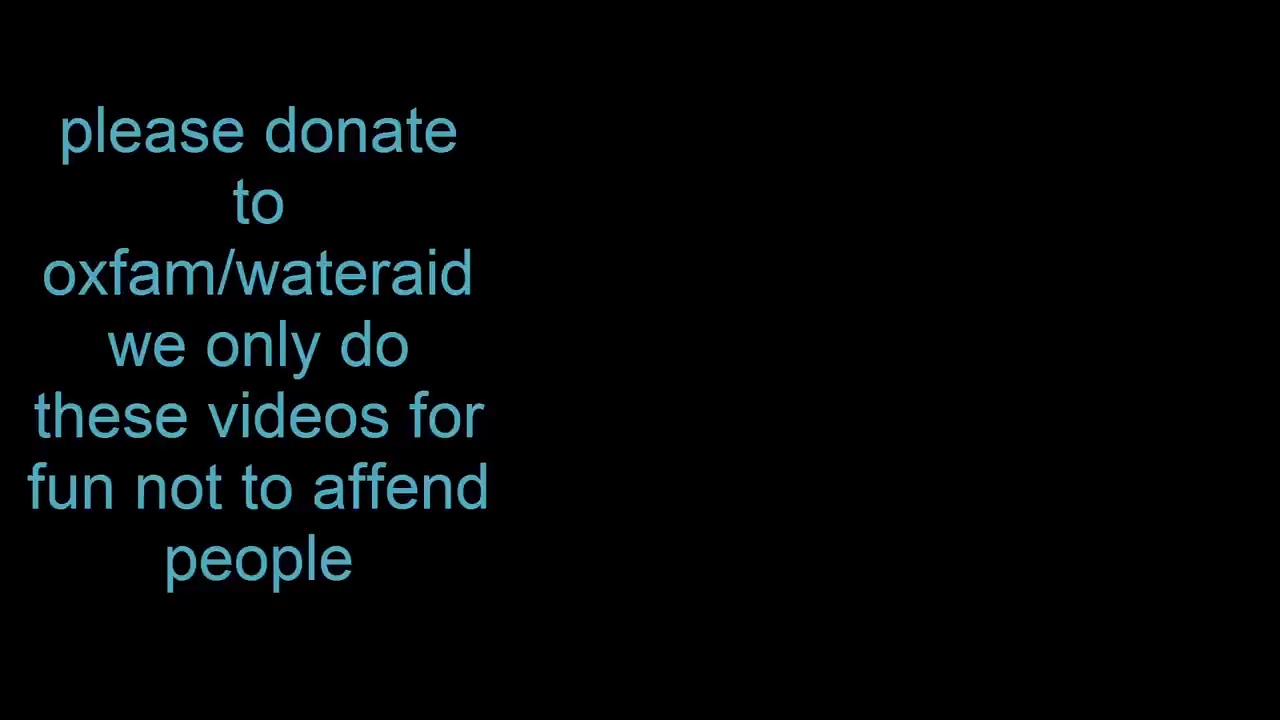 please donate
to
oxfam/wateraid
we only do
these videos for
fun not to affend
people